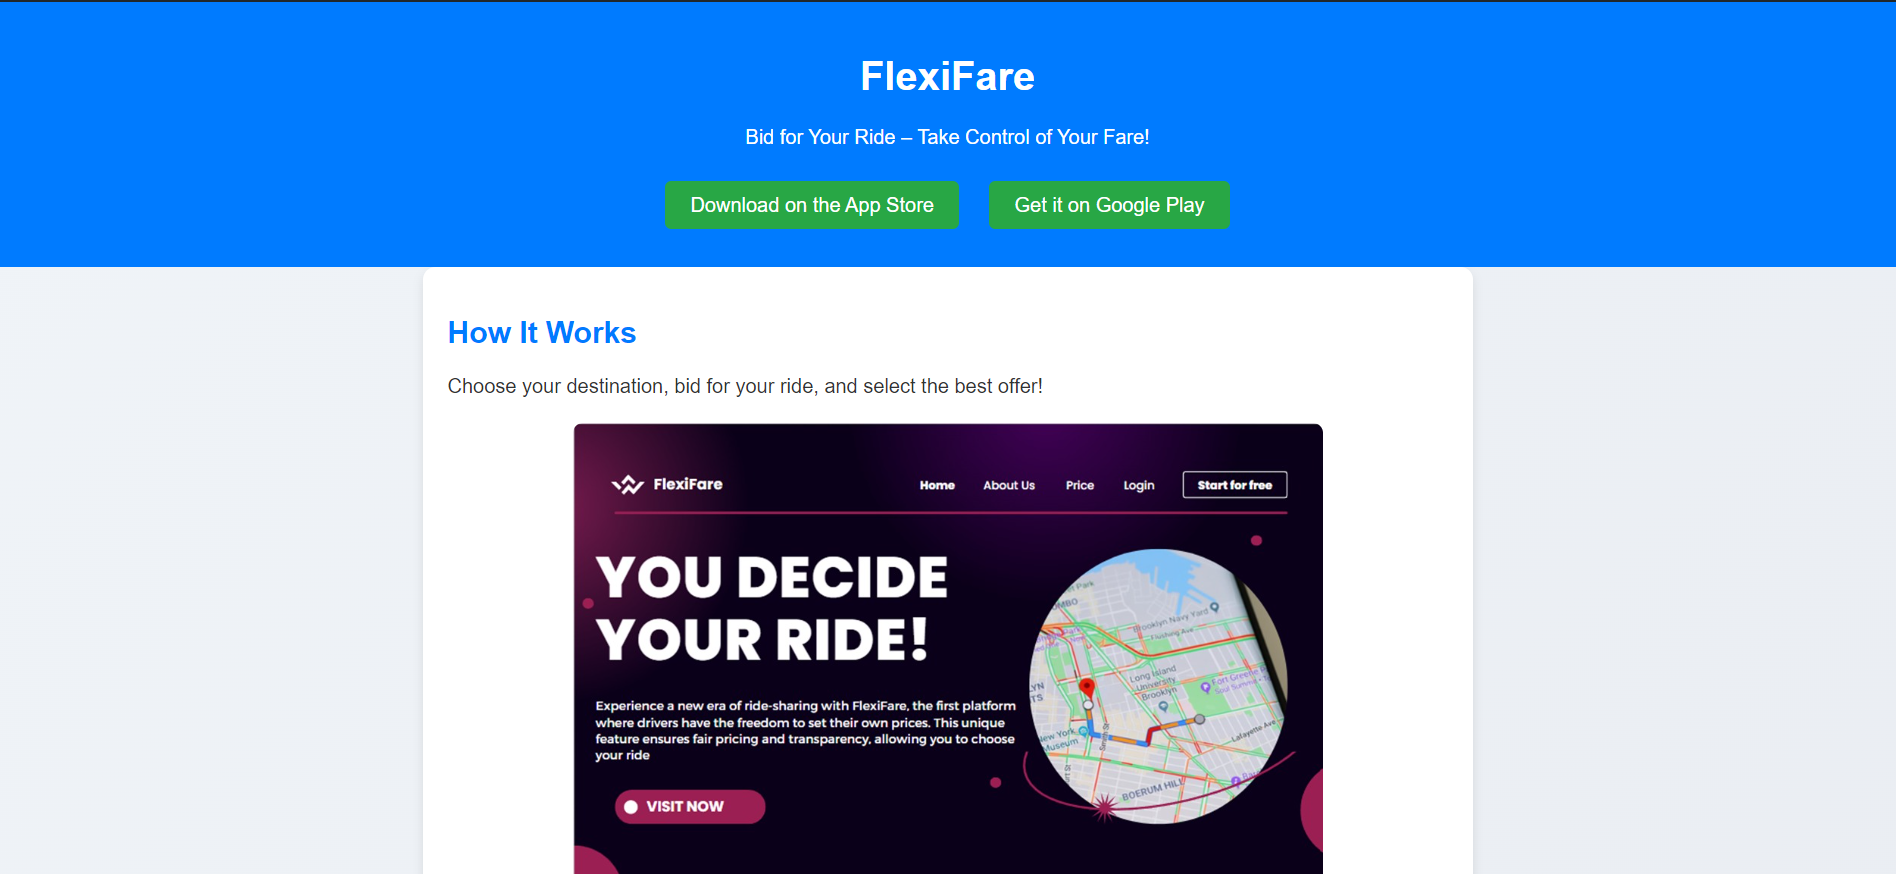 FlexiFare
Bid for Your Ride – Take Control of Your Fare!
Download on the App Store
Get it on Google Play
How It Works
Choose your destination, bid for your ride, and select the best offer!
FlexiFare
Home
About Us
Price
Login
Start for free
YOU DECIDE
YOUR RIDE!
Experience a new era of ride-sharing with FlexiFare, the first platform
where drivers have the freedom to set their own prices. This unique
feature ensures fair pricing and transparency, allowing you to choose
your ride
VISIT NOW
Park
Brooklyn Navy Yard
Flushing Ave
Long Island
University
Brooklyn
Fort Greene
Lafayette Ave
New York
Museum
BOERUM HILL